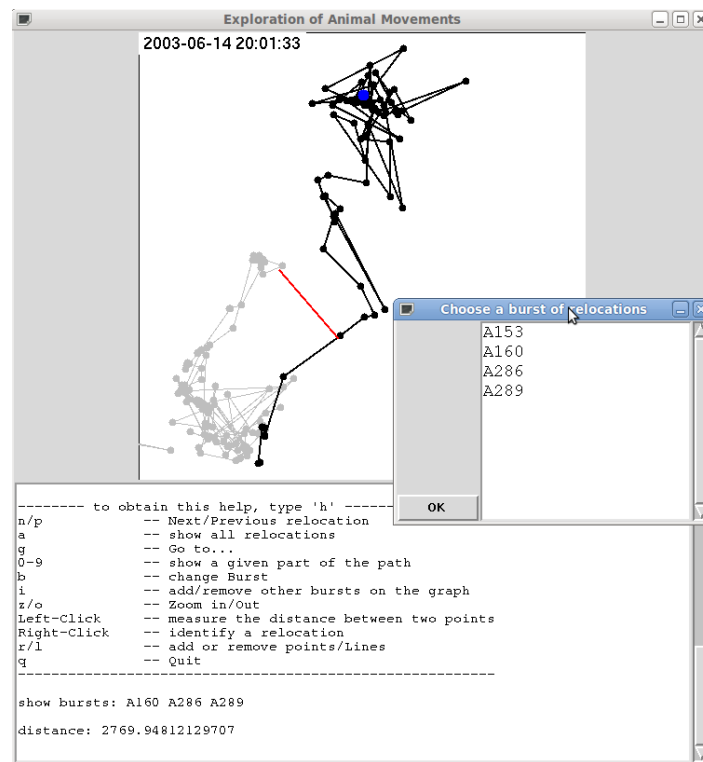 Exploration of Animal Movements
2003-06-14 20:01:33
Choose a burst of relocations
A153
A160
A286
A289
OK
-------- to obtain this help, type 'h' ------
n/p -- Next/Previous relocation
a -- show all relocations
g -- Go to...
0-9 -- show a given part of the path
b -- change Burst
i -- add/remove other bursts on the graph
z/o -- Zoom in/Out
Left-Click -- measure the distance between two points
Right-Click -- identify a relocation
r/l -- add or remove points/Lines
q -- Quit
---------------------------------------------------
show bursts: A160 A286 A289
distance: 2769.94812129707